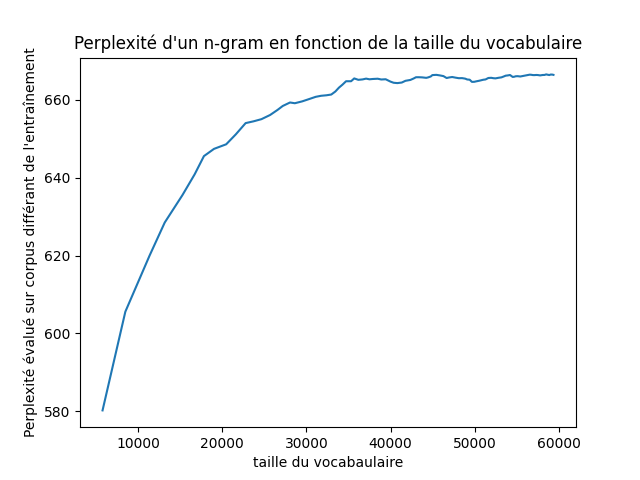 Perplexité d'un n-gram en fonction de la taille du vocabulaire
Perplexité évalué sur corpus différant de l'entraînement
660
640
620
600
580
10000 20000 30000 40000 50000 60000
taille du vocabaulaire